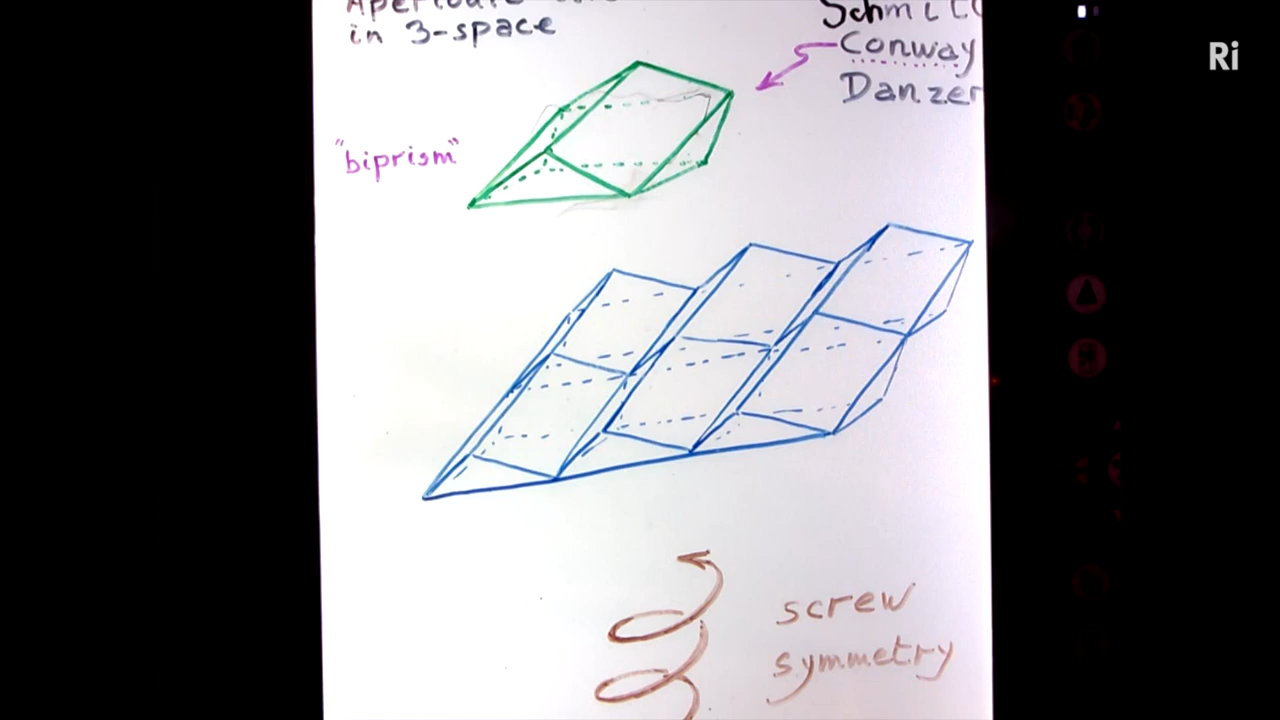 in 3-space
Conway
Danzer
"biprism"
screw
symmetry
Ri